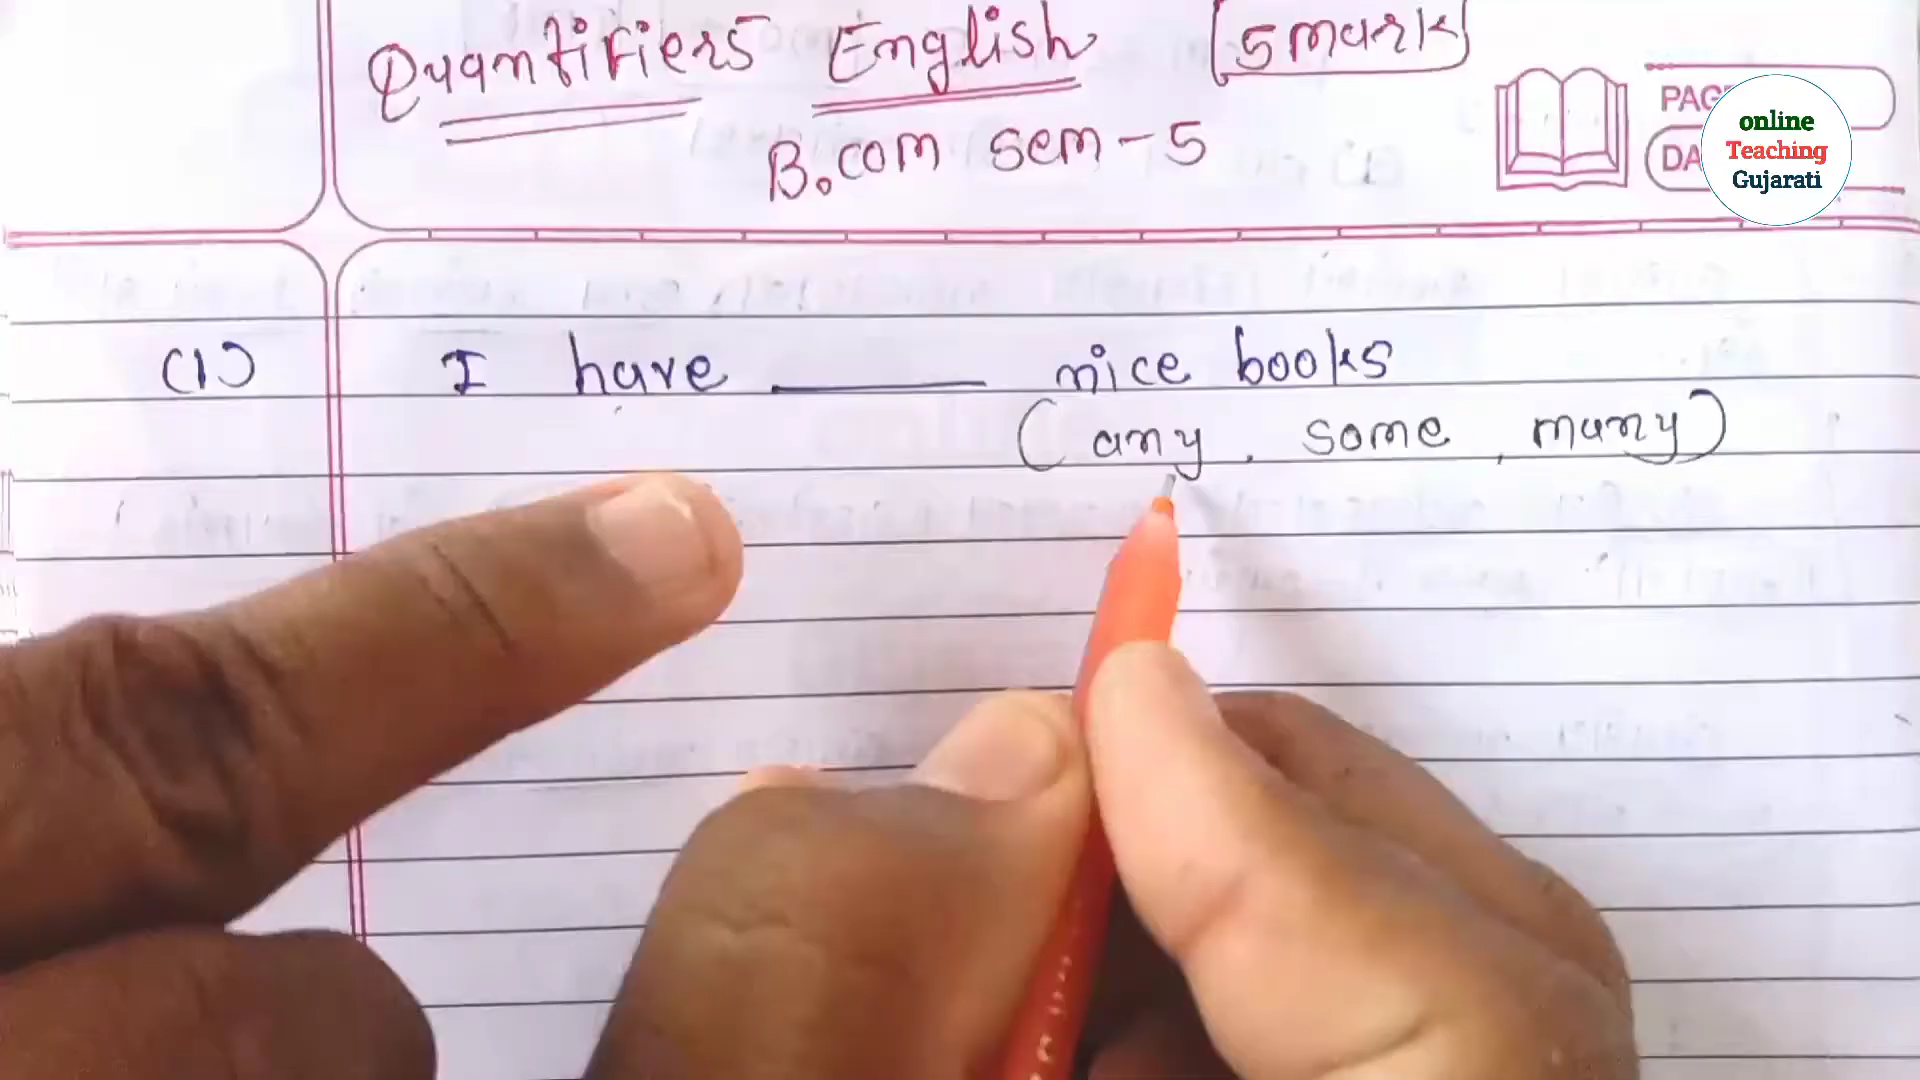 Quantifiers English [5 mark]
B.com sem-5
PAG
DA
online
Teaching
Gujarati
(1) I have ______ nice books
(any, some, many)